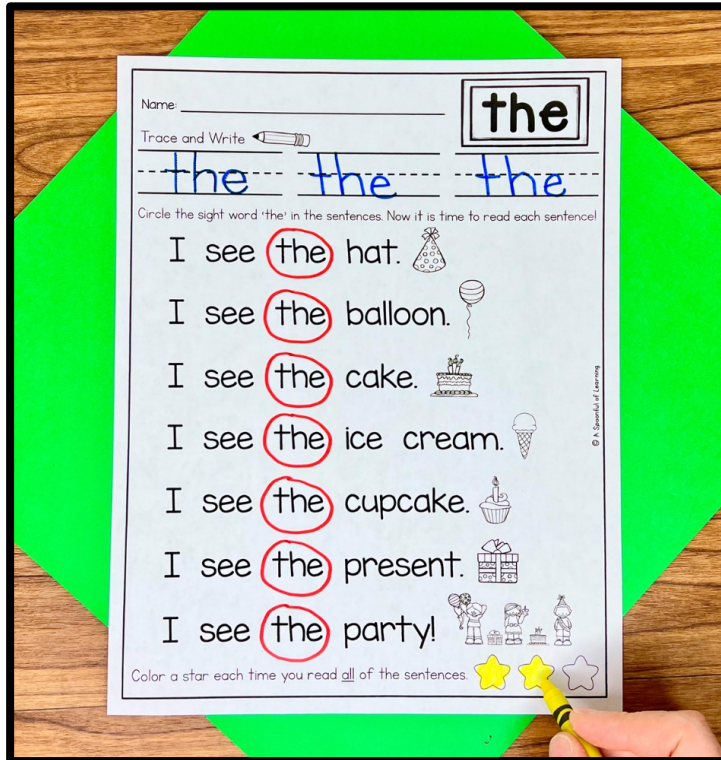 Name:
the
Trace and Write
the the the
Circle the sight word 'the' in the sentences. Now it is time to read each sentence!
I see the hat.
I see the balloon.
I see the cake.
I see the ice cream.
I see the cupcake.
I see the present.
I see the party!
Color a star each time you read all of the sentences.
© A Spoonful of Learning